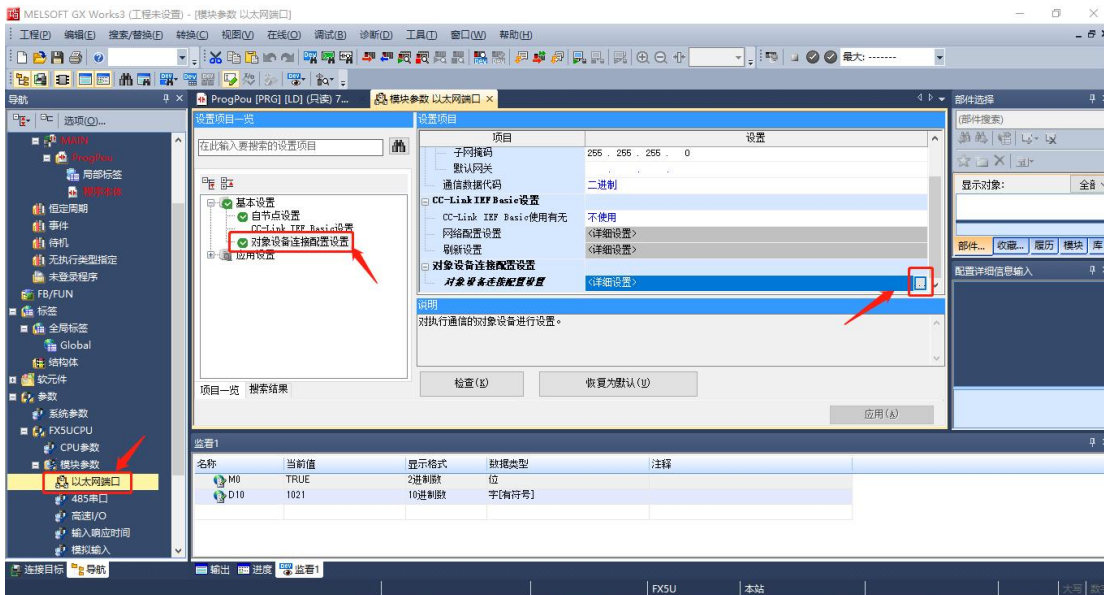 MELSOFT GX Works3 (工程未设置) - [模块参数 以太网端口]
工程(P) 编辑(E) 搜索/替换(F) 转换(C) 视图(V) 在线(O) 调试(B) 诊断(D) 工具(T) 窗口(W) 帮助(H)
最大: -------
导航
ProgPou [PRG] [LD] (只读) 7...
模块参数 以太网端口
部件选择
选项(O)...
MAIN
ProgPou
局部标签
程序本体
恒定周期
事件
待机
无执行类型指定
未登录程序
FB/FUN
标签
全局标签
Global
结构体
软元件
参数
系统参数
FX5UCPU
CPU参数
模块参数
以太网端口
485串口
高速I/O
输入响应时间
模拟输入
连接目标 导航
设置项目一览
在此输入要搜索的设置项目
基本设置
自节点设置
CC-Link IEF Basic设置
对象设备连接配置设置
应用设置
项目一览 搜索结果
设置项目
项目 设置
子网掩码 255 . 255 . 255 . 0
默认网关 . . .
通信数据代码 二进制
CC-Link IEF Basic设置
CC-Link IEF Basic使用有无 不使用
网络配置设置 <详细设置>
刷新设置 <详细设置>
对象设备连接配置设置
对象设备连接配置设置 <详细设置>
说明
对执行通信的对象设备进行设置。
检查(K) 恢复为默认(U)
应用(A)
(部件搜索)
显示对象: 全部
部件... 收藏... 履历 模块 库
配置详细信息输入
监看1
名称 当前值 显示格式 数据类型 注释
M0 TRUE 2进制数 位
D10 1021 10进制数 字[有符号]
输出 进度 监看1
FX5U 本站 大写 数字